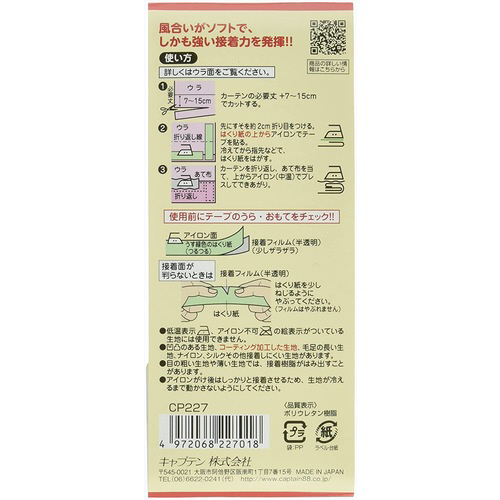 風合いがソフトで、
しかも強い接着力を発揮!!
商品の詳しい情
報はこちらから
使い方
詳しくはウラ面をご覧ください。
1
必要丈
ウラ
7~15cm
カーテンの必要丈+7~15cm
でカットする。
2
ウラ
折り返し線
先にすそを約2cm折り目をつける。
はくり紙の上からアイロンでテー
プを貼る。
冷えてから指先などで、
はくり紙をはがす。
3
ウラ
あて布
折り返し
カーテンを折り返し、あて布を当
て、上からアイロン(中温)でプレ
スしてできあがり。
使用前にテープのうら・おもてをチェック!!
アイロン面
うす緑色のはくり紙
(つるつる)
接着フィルム(半透明)
(少しザラザラ)
接着面が
判らないときは
接着フィルム(半透明)
はくり紙
はくり紙を少し
ねじるように
やぶってください。
(フィルムはやぶれません)
●低温表示、アイロン不可の絵表示がついている
生地には使用できません。
●凹凸のある生地、コーティング加工した生地、毛足の長い生
地、ナイロン、シルクその他接着しにくい生地があります。
●目の粗い生地や薄い生地では、接着樹脂がはみ出すこと
があります。
●アイロンがけ後はしっかりと接着させるため、生地が冷え
るまで動かさないようにしてください。
CP227
4 972068 227018
〈品質表示〉
ポリウレタン樹脂
プラ
袋:PP
紙
ラベル・台紙
キャプテン株式会社
〒545-0021 大阪市阿倍野区阪南町1丁目7番15号 MADE IN JAPAN
TEL(06)6622-0241(代) http://www.captain88.co.jp